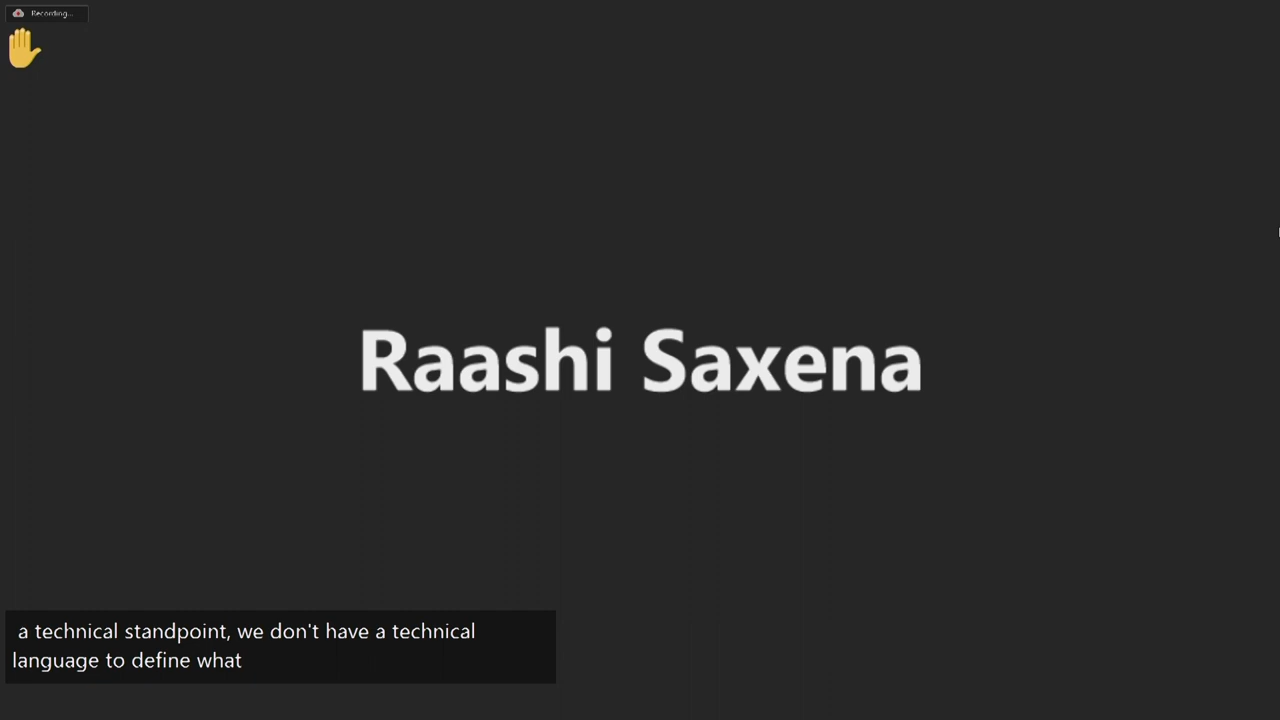 Recording...
Raashi Saxena
a technical standpoint, we don't have a technical
language to define what